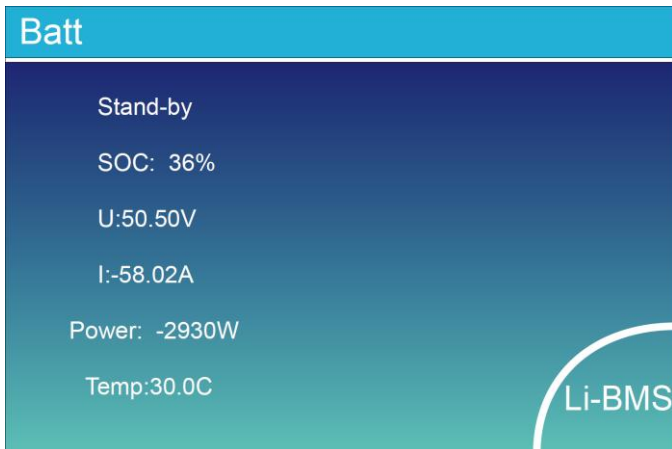 Batt
Stand-by
SOC: 36%
U:50.50V
I:-58.02A
Power: -2930W
Temp:30.0C
Li-BMS